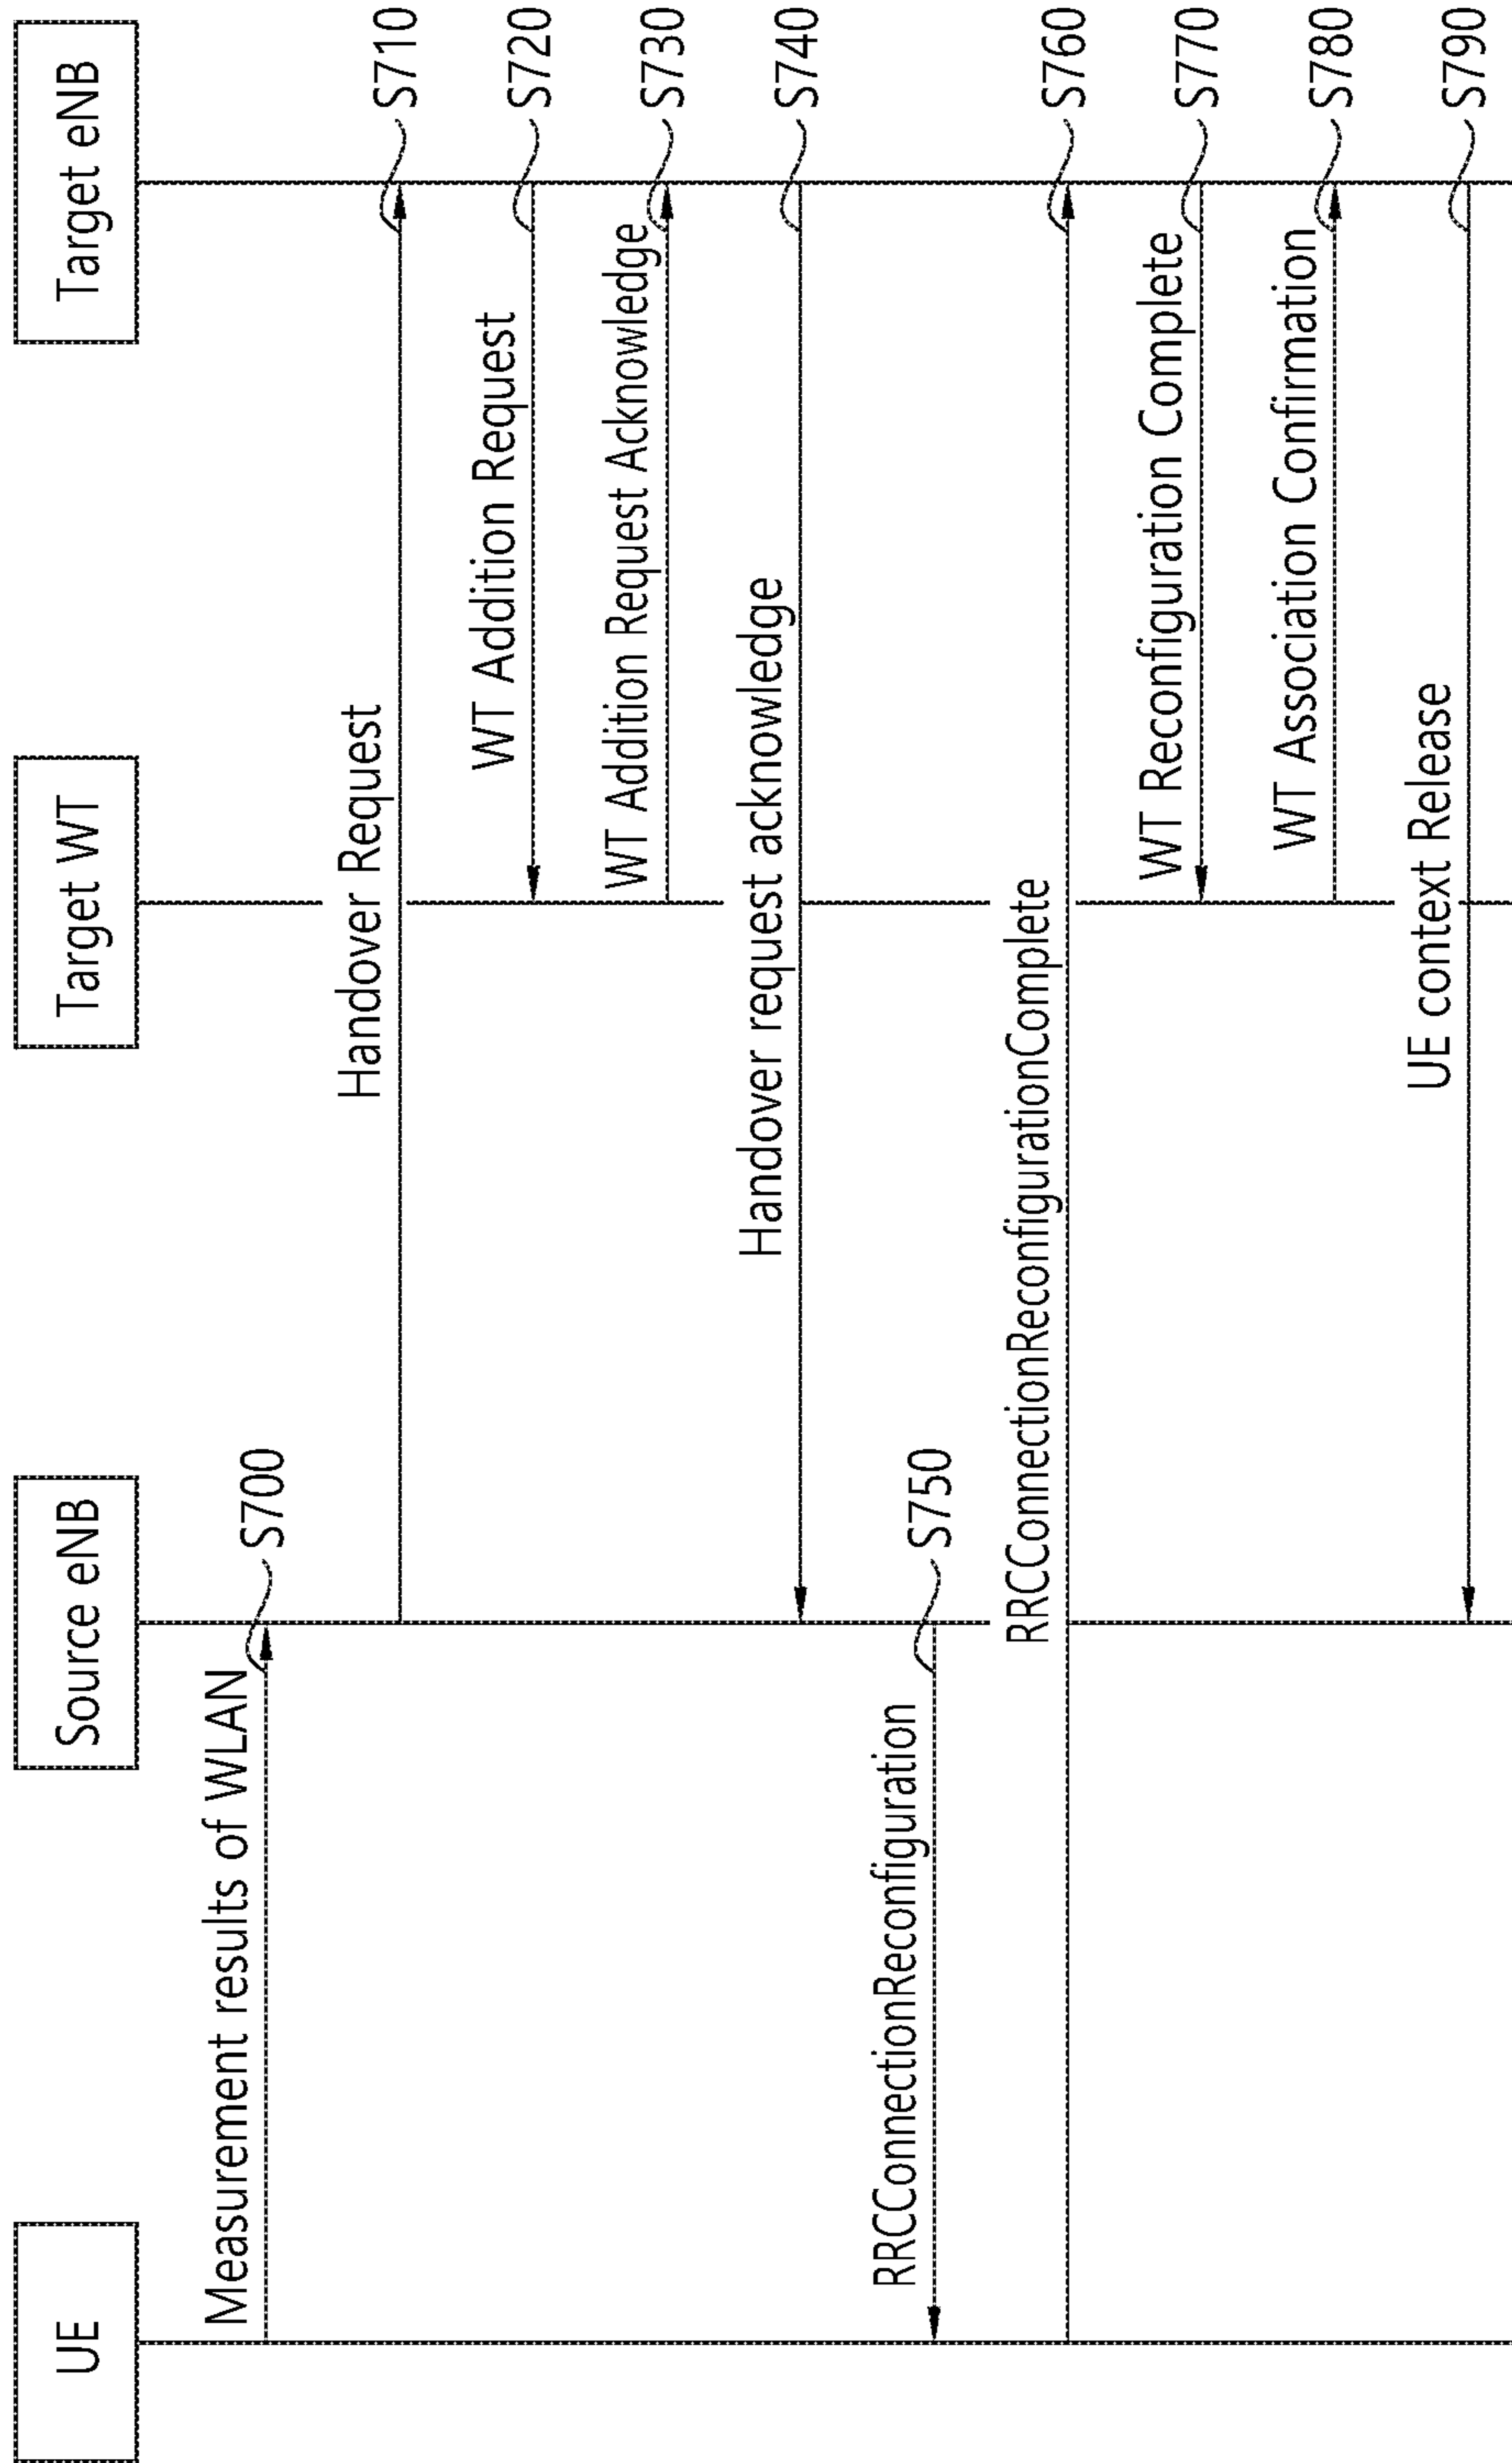 UE
Source eNB
Target WT
Target eNB
Measurement results of WLAN
S700
Handover Request
S710
WT Addition Request
S720
WT Addition Request Acknowledge
S730
Handover request acknowledge
S740
RRCConnectionReconfiguration
S750
RRCConnectionReconfigurationComplete
S760
WT Reconfiguration Complete
S770
WT Association Confirmation
S780
UE context Release
S790